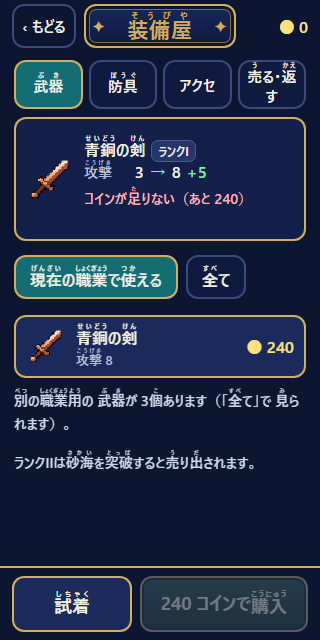 ‹ もどる
装備屋
0
武器
防具
アクセ
売る・返す
青銅の剣 ランクI
攻撃 3 → 8 +5
コインが足りない（あと 240）
現在の職業で使える
全て
青銅の剣
攻撃 8
240
別の職業用の 武器が 3個あります（「全て」で 見ら
れます）。
ランクIIは砂海を突破すると売り出されます。
試着
240 コインで購入